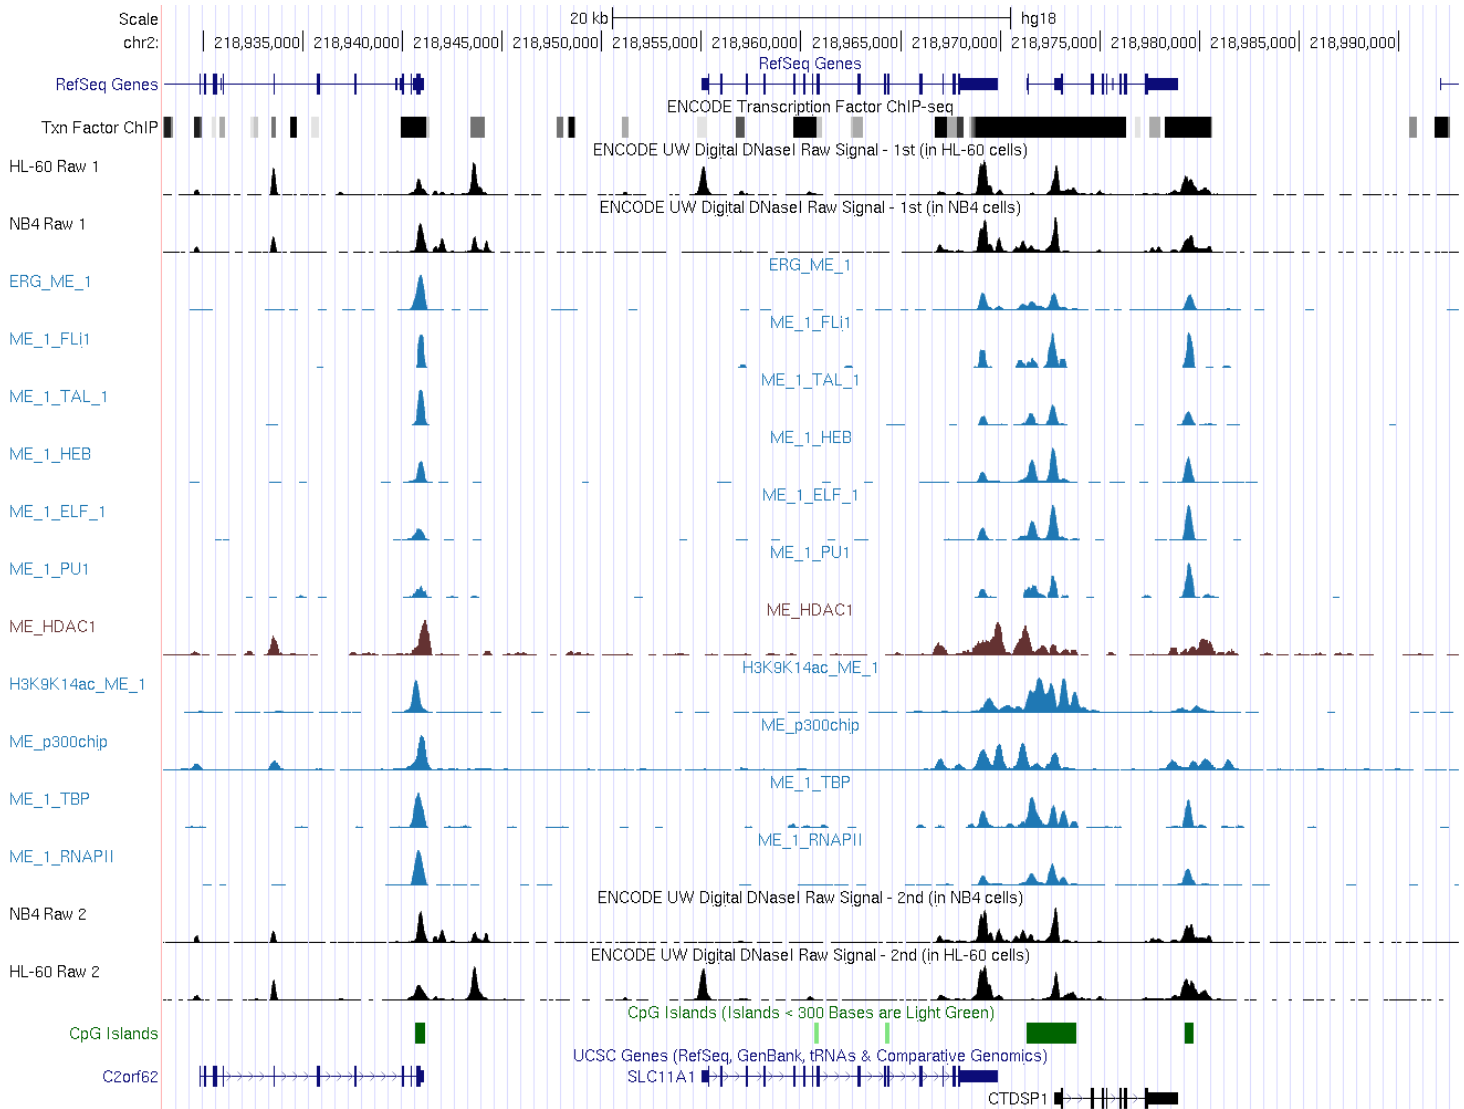 Scale 20 kb hg18
chr2: 218,935,000 218,940,000 218,945,000 218,950,000 218,955,000 218,960,000 218,965,000 218,970,000 218,975,000 218,980,000 218,985,000 218,990,000
RefSeq Genes
RefSeq Genes
ENCODE Transcription Factor ChIP-seq
Txn Factor ChIP
ENCODE UW Digital DNaseI Raw Signal - 1st (in HL-60 cells)
HL-60 Raw 1
ENCODE UW Digital DNaseI Raw Signal - 1st (in NB4 cells)
NB4 Raw 1
ERG_ME_1
ERG_ME_1
ME_1_FLi1
ME_1_FLi1
ME_1_TAL_1
ME_1_TAL_1
ME_1_HEB
ME_1_HEB
ME_1_ELF_1
ME_1_ELF_1
ME_1_PU1
ME_1_PU1
ME_HDAC1
ME_HDAC1
H3K9K14ac_ME_1
H3K9K14ac_ME_1
ME_p300chip
ME_p300chip
ME_1_TBP
ME_1_TBP
ME_1_RNAPII
ME_1_RNAPII
ENCODE UW Digital DNaseI Raw Signal - 2nd (in NB4 cells)
NB4 Raw 2
ENCODE UW Digital DNaseI Raw Signal - 2nd (in HL-60 cells)
HL-60 Raw 2
CpG Islands (Islands < 300 Bases are Light Green)
CpG Islands
UCSC Genes (RefSeq, GenBank, tRNAs & Comparative Genomics)
C2orf62 SLC11A1
CTDSP1